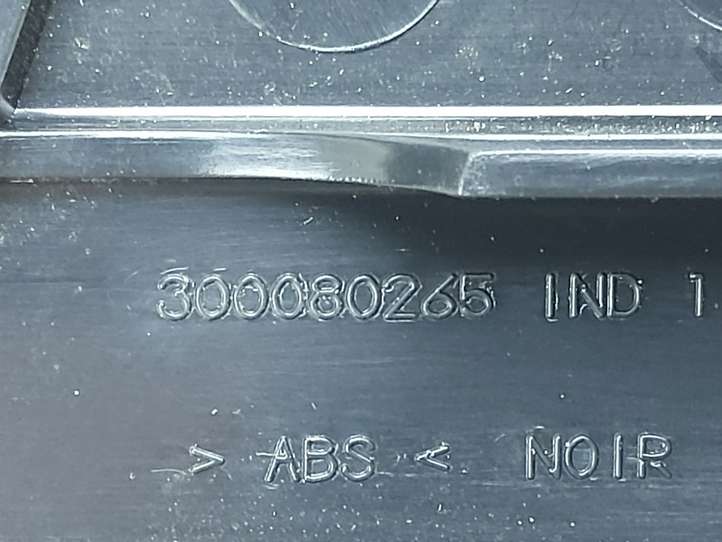 300080265 IND 1
> ABS < NOIR